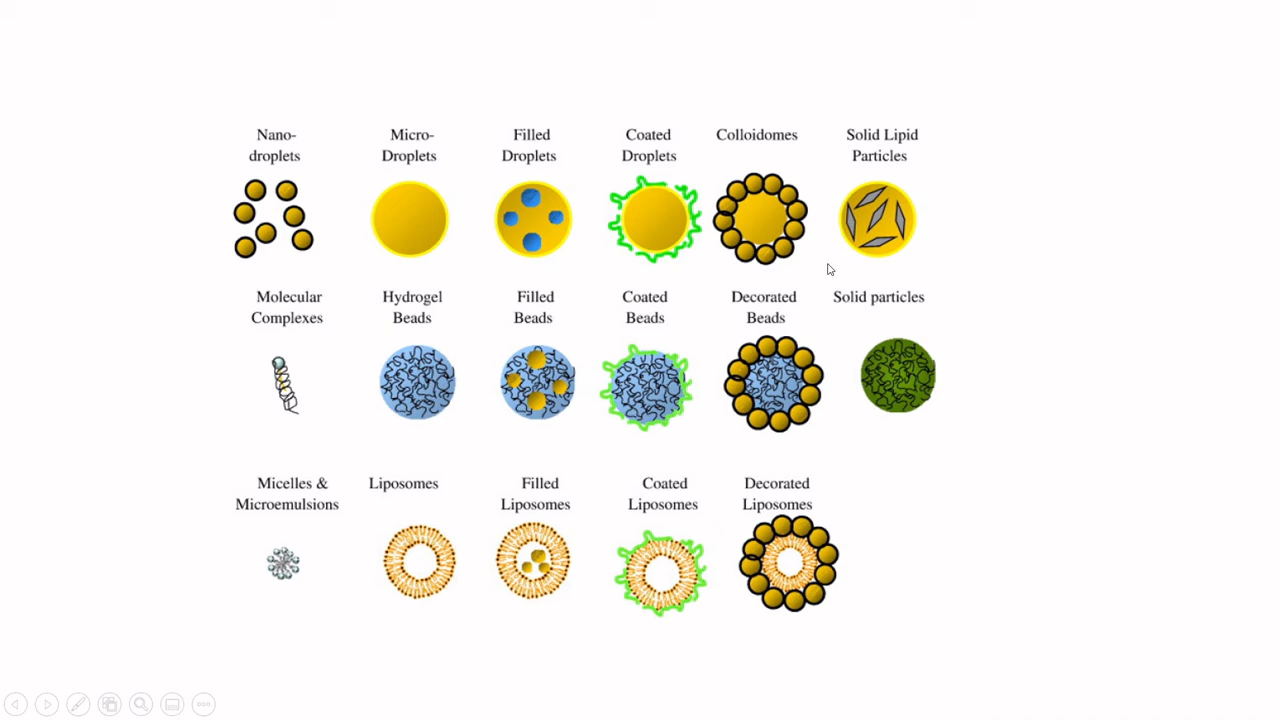 Nano-
droplets
Micro-
Droplets
Filled
Droplets
Coated
Droplets
Colloidomes
Solid Lipid
Particles
Molecular
Complexes
Hydrogel
Beads
Filled
Beads
Coated
Beads
Decorated
Beads
Solid particles
Micelles &
Microemulsions
Liposomes
Filled
Liposomes
Coated
Liposomes
Decorated
Liposomes